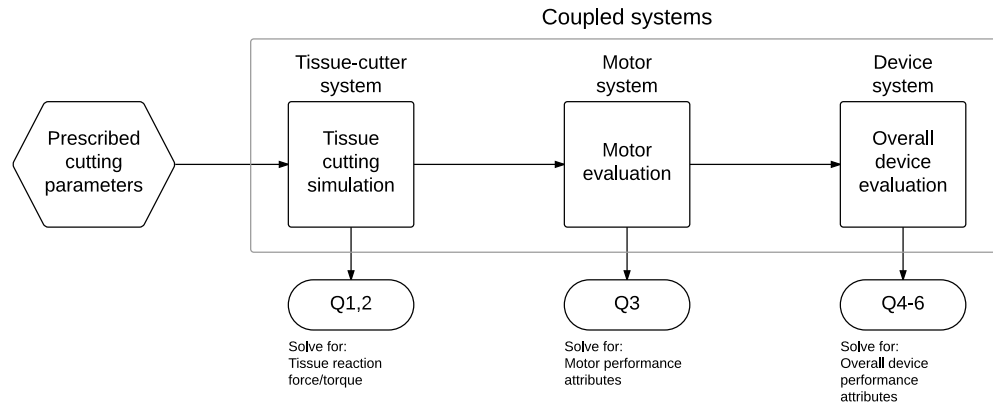 Coupled systems
Tissue-cutter
system
Motor
system
Device
system
Prescribed
cutting
parameters
Tissue
cutting
simulation
Motor
evaluation
Overall
device
evaluation
Q1,2
Q3
Q4-6
Solve for:
Tissue reaction
force/torque
Solve for:
Motor performance
attributes
Solve for:
Overall device
performance
attributes